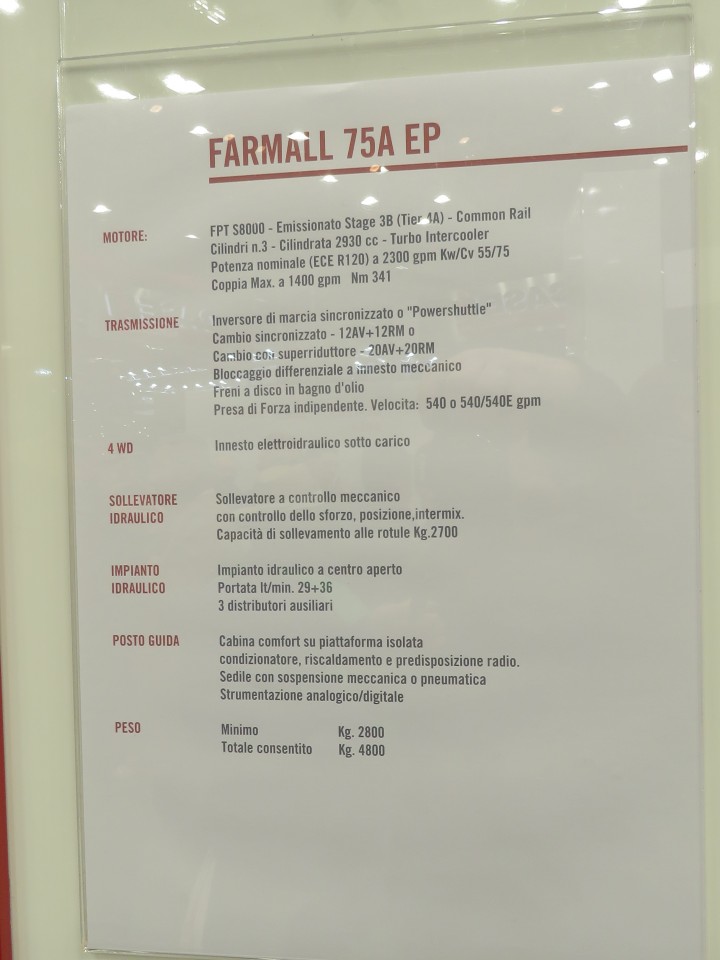 FARMALL 75A EP
MOTORE:
FPT S8000 - Emissionato Stage 3B (Tier 4A) - Common Rail
Cilindri n.3 - Cilindrata 2930 cc - Turbo Intercooler
Potenza nominale (ECE R120) a 2300 gpm Kw/Cv 55/75
Coppia Max. a 1400 gpm Nm 341
TRASMISSIONE
Inversore di marcia sincronizzato o "Powershuttle"
Cambio sincronizzato - 12AV+12RM o
Cambio con superriduttore - 20AV+20RM
Bloccaggio differenziale a innesto meccanico
Freni a disco in bagno d'olio
Presa di Forza indipendente. Velocita: 540 o 540/540E gpm
4 WD
Innesto elettroidraulico sotto carico
SOLLEVATORE
IDRAULICO
Sollevatore a controllo meccanico
con controllo dello sforzo, posizione,intermix.
Capacità di sollevamento alle rotule Kg.2700
IMPIANTO
IDRAULICO
Impianto idraulico a centro aperto
Portata lt/min. 29+36
3 distributori ausiliari
POSTO GUIDA
Cabina comfort su piattaforma isolata
condizionatore, riscaldamento e predisposizione radio.
Sedile con sospensione meccanica o pneumatica
Strumentazione analogico/digitale
PESO
Minimo Kg. 2800
Totale consentito Kg. 4800